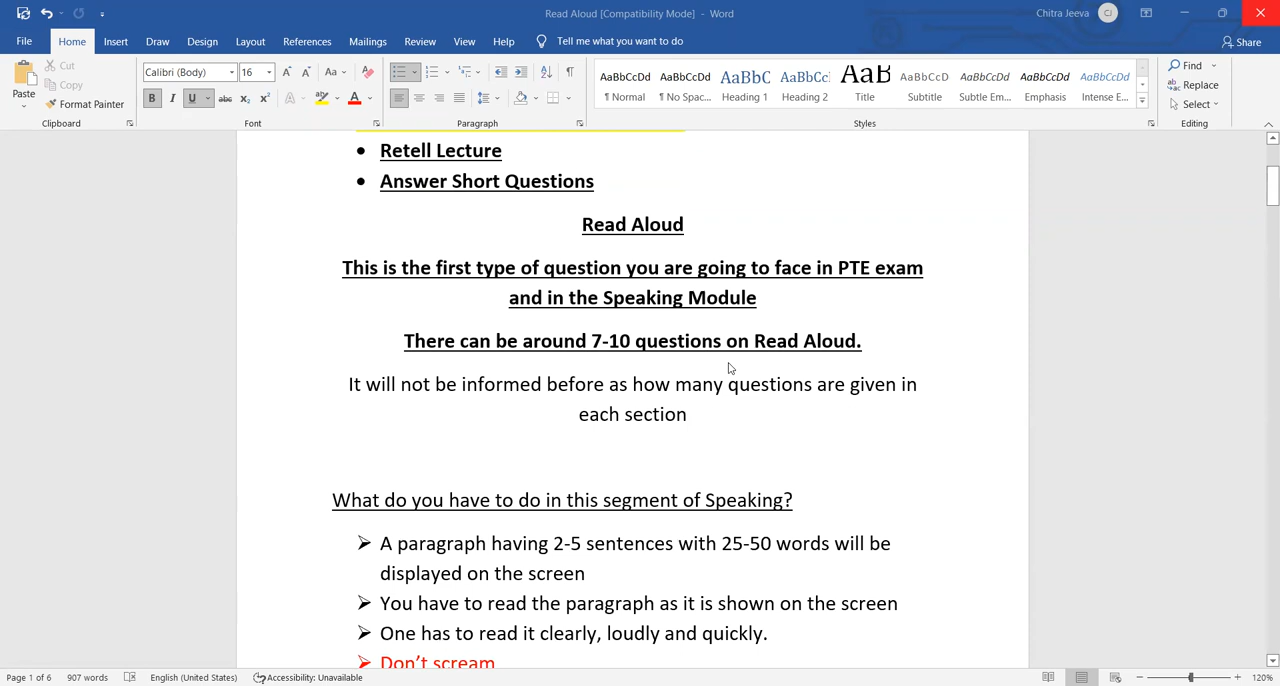 Read Aloud [Compatibility Mode] - Word
Chitra Jeeva
CJ
File Home Insert Draw Design Layout References Mailings Review View Help Tell me what you want to do
Share
Paste
Cut
Copy
Format Painter
Clipboard
Calibri (Body) 16
Font
Paragraph
AaBbCcDd AaBbCcDd AaBbC AaBbCc AaB AaBbCcD AaBbCcDd AaBbCcDd AaBbCcDd
¶ Normal ¶ No Spac... Heading 1 Heading 2 Title Subtitle Subtle Em... Emphasis Intense E...
Styles
Find
Replace
Select
Editing
• Retell Lecture
• Answer Short Questions
Read Aloud
This is the first type of question you are going to face in PTE exam
and in the Speaking Module
There can be around 7-10 questions on Read Aloud.
It will not be informed before as how many questions are given in
each section
What do you have to do in this segment of Speaking?
➢ A paragraph having 2-5 sentences with 25-50 words will be
displayed on the screen
➢ You have to read the paragraph as it is shown on the screen
➢ One has to read it clearly, loudly and quickly.
➢ Don't scream
Page 1 of 6 907 words English (United States) Accessibility: Unavailable 120%